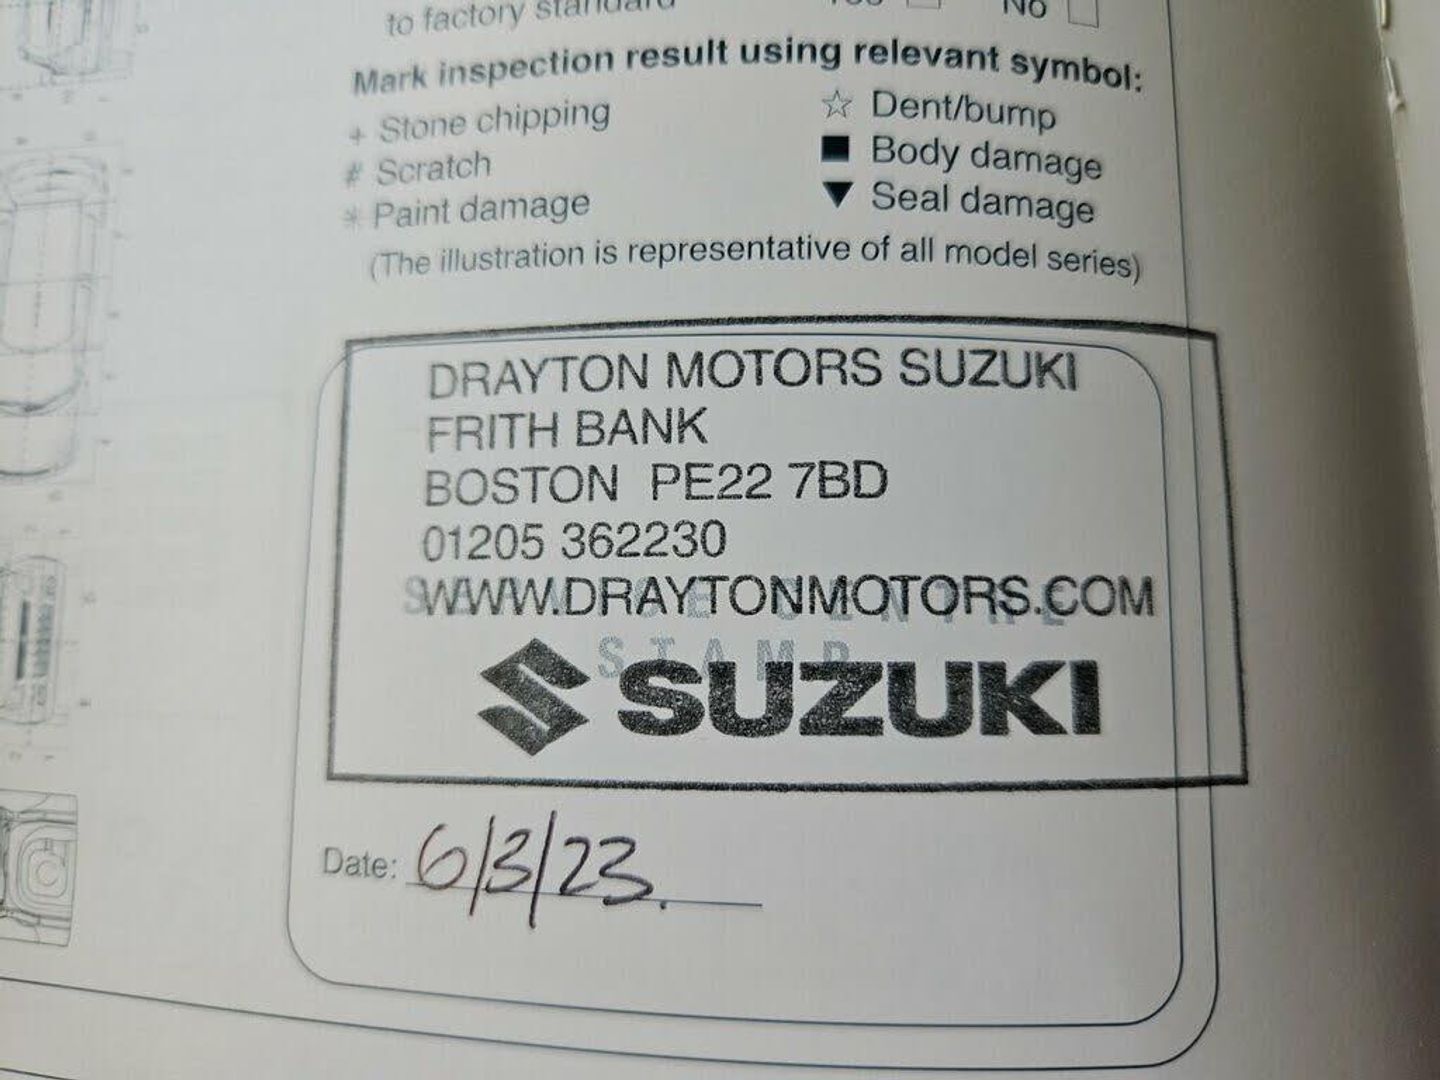 to factory standard
No
Mark inspection result using relevant symbol:
+ Stone chipping
☆ Dent/bump
# Scratch
■ Body damage
* Paint damage
▼ Seal damage
(The illustration is representative of all model series)
DRAYTON MOTORS SUZUKI
FRITH BANK
BOSTON PE22 7BD
01205 362230
WWW.DRAYTONMOTORS.COM
STAMP
SUZUKI
Date: 6/3/23.